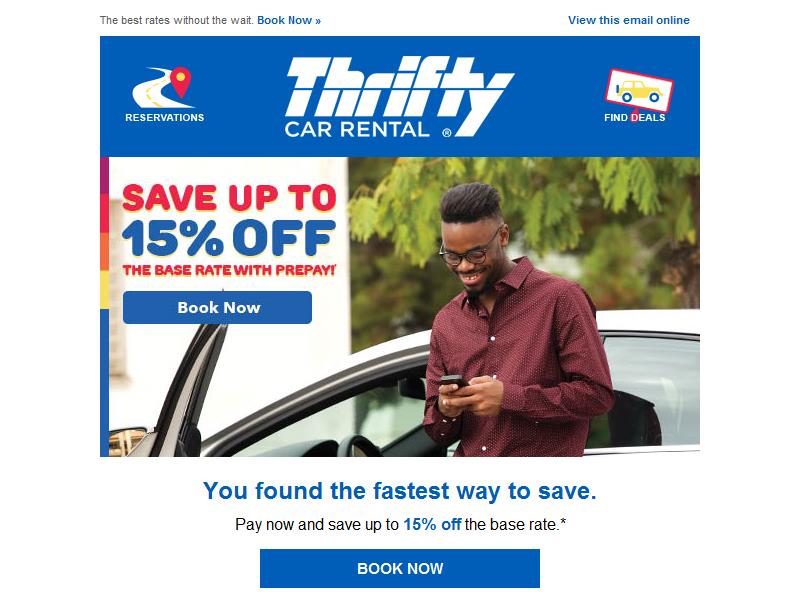 The best rates without the wait. Book Now »
View this email online
RESERVATIONS
Thrifty
CAR RENTAL ®
FIND DEALS
SAVE UP TO
15% OFF
THE BASE RATE WITH PREPAY!*
Book Now
You found the fastest way to save.
Pay now and save up to 15% off the base rate.*
BOOK NOW